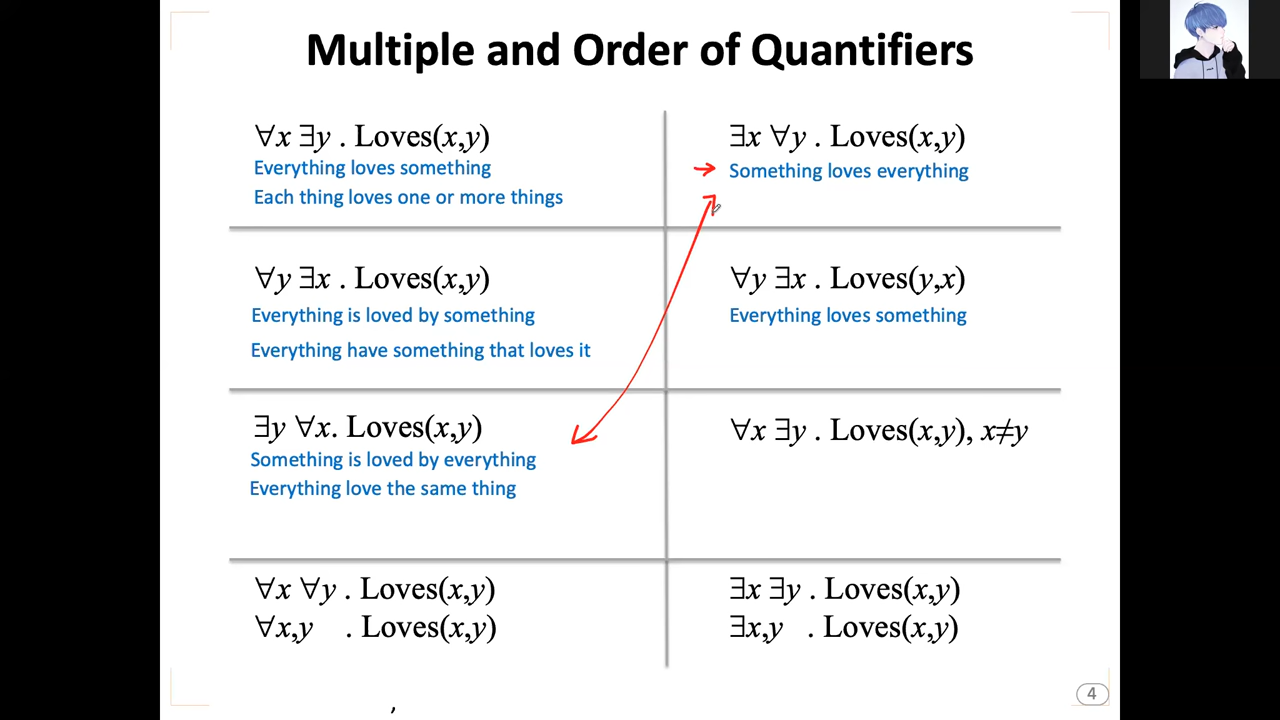 Multiple and Order of Quantifiers
∀x ∃y . Loves(x,y)
Everything loves something
Each thing loves one or more things
∃x ∀y . Loves(x,y)
Something loves everything
∀y ∃x . Loves(x,y)
Everything is loved by something
Everything have something that loves it
∀y ∃x . Loves(y,x)
Everything loves something
∃y ∀x. Loves(x,y)
Something is loved by everything
Everything love the same thing
∀x ∃y . Loves(x,y), x≠y
∀x ∀y . Loves(x,y)
∀x,y . Loves(x,y)
∃x ∃y . Loves(x,y)
∃x,y . Loves(x,y)
4